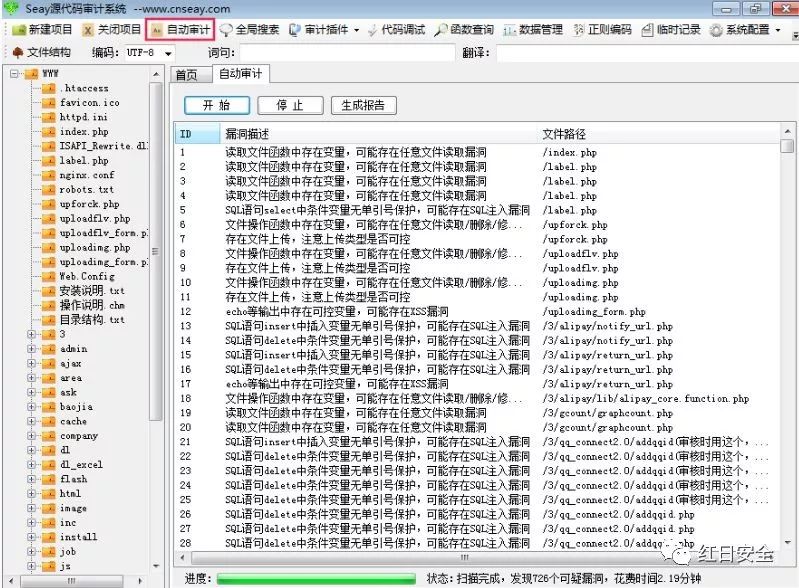 Seay源代码审计系统 --www.cnseay.com
新建项目 关闭项目 自动审计 全局搜索 审计插件 代码调试 函数查询 数据管理 正则编码 临时记录 系统配置
文件结构 编码: UTF-8 词句: 翻译:
WWW
.htaccess
favicon.ico
httpd.ini
index.php
ISAPI_Rewrite.dl
label.php
nginx.conf
robots.txt
upforck.php
uploadflv.php
uploadflv_form.p
uploadimg.php
uploadimg_form.p
Web.Config
安装说明.txt
操作说明.chm
目录结构.txt
3
admin
ajax
area
ask
baojia
cache
company
dl
dl_excel
flash
html
image
inc
install
job
js
首页 自动审计
开 始 停 止 生成报告
ID 漏洞描述 文件路径
1 读取文件函数中存在变量，可能存在任意文件读取漏洞 /index.php
2 读取文件函数中存在变量，可能存在任意文件读取漏洞 /label.php
3 读取文件函数中存在变量，可能存在任意文件读取漏洞 /label.php
4 读取文件函数中存在变量，可能存在任意文件读取漏洞 /label.php
5 SQL语句select中条件变量无单引号保护，可能存在SQL注入漏洞 /label.php
6 文件操作函数中存在变量，可能存在任意文件读取/删除/修... /upforck.php
7 存在文件上传，注意上传类型是否可控 /upforck.php
8 文件操作函数中存在变量，可能存在任意文件读取/删除/修... /uploadflv.php
9 存在文件上传，注意上传类型是否可控 /uploadflv.php
10 文件操作函数中存在变量，可能存在任意文件读取/删除/修... /uploadimg.php
11 存在文件上传，注意上传类型是否可控 /uploadimg.php
12 echo等输出中存在可控变量，可能存在XSS漏洞 /uploadimg_form.php
13 SQL语句insert中插入变量无单引号保护，可能存在SQL注入漏洞 /3/alipay/notify_url.php
14 SQL语句delete中条件变量无单引号保护，可能存在SQL注入漏洞 /3/alipay/notify_url.php
15 SQL语句insert中插入变量无单引号保护，可能存在SQL注入漏洞 /3/alipay/return_url.php
16 SQL语句delete中条件变量无单引号保护，可能存在SQL注入漏洞 /3/alipay/return_url.php
17 echo等输出中存在可控变量，可能存在XSS漏洞 /3/alipay/return_url.php
18 文件操作函数中存在变量，可能存在任意文件读取/删除/修... /3/alipay/lib/alipay_core.function.php
19 读取文件函数中存在变量，可能存在任意文件读取漏洞 /3/gcount/graphcount.php
20 读取文件函数中存在变量，可能存在任意文件读取漏洞 /3/gcount/graphcount.php
21 SQL语句insert中插入变量无单引号保护，可能存在SQL注入漏洞 /3/qq_connect2.0/addqqid(审核时用这个，...
22 SQL语句delete中条件变量无单引号保护，可能存在SQL注入漏洞 /3/qq_connect2.0/addqqid(审核时用这个，...
23 SQL语句delete中条件变量无单引号保护，可能存在SQL注入漏洞 /3/qq_connect2.0/addqqid(审核时用这个，...
24 SQL语句delete中条件变量无单引号保护，可能存在SQL注入漏洞 /3/qq_connect2.0/addqqid(审核时用这个，...
25 SQL语句delete中条件变量无单引号保护，可能存在SQL注入漏洞 /3/qq_connect2.0/addqqid(审核时用这个，...
26 SQL语句insert中插入变量无单引号保护，可能存在SQL注入漏洞 /3/qq_connect2.0/addqqid.php
27 SQL语句delete中条件变量无单引号保护，可能存在SQL注入漏洞 /3/qq_connect2.0/addqqid.php
28 SQL语句delete中条件变量无单引号保护，可能存在SQL注入漏洞 /3/qq_connect2.0/addqqid.php
红日安全
进度: 状态: 扫描完成，发现726个可疑漏洞，花费时间2.19分钟